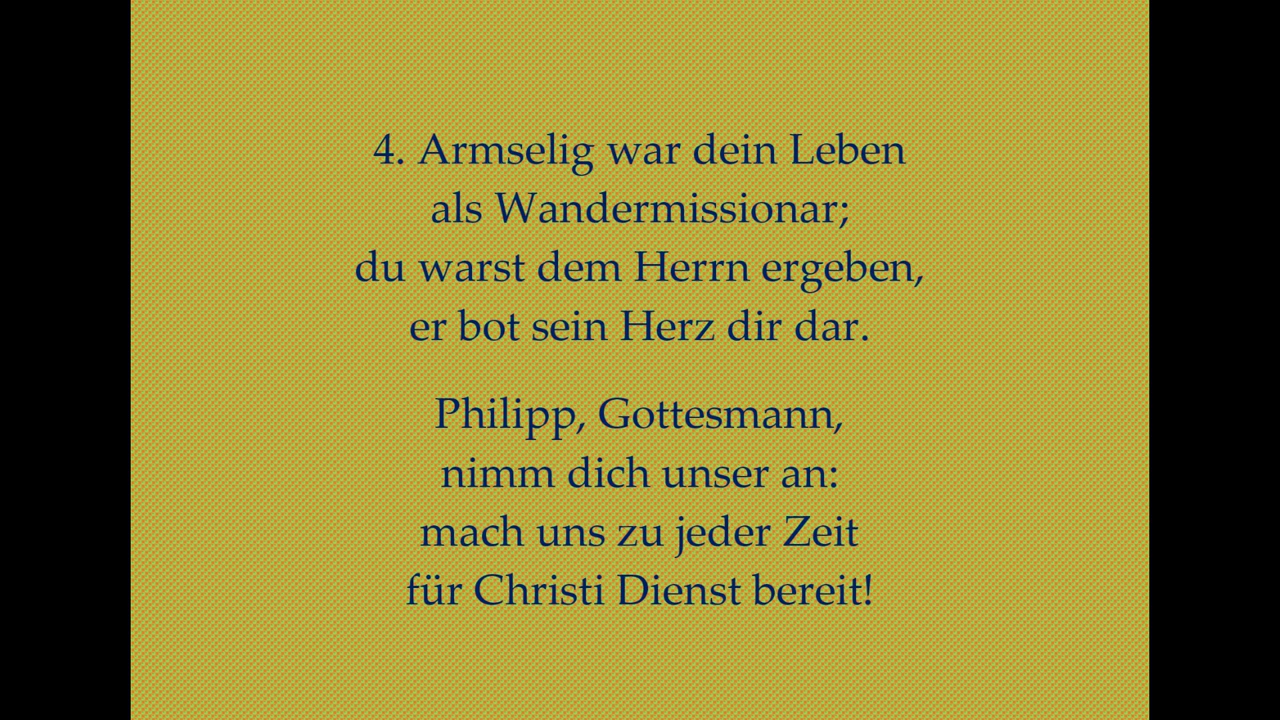 4. Armselig war dein Leben
als Wandermissionar;
du warst dem Herrn ergeben,
er bot sein Herz dir dar.
Philipp, Gottesmann,
nimm dich unser an:
mach uns zu jeder Zeit
für Christi Dienst bereit!